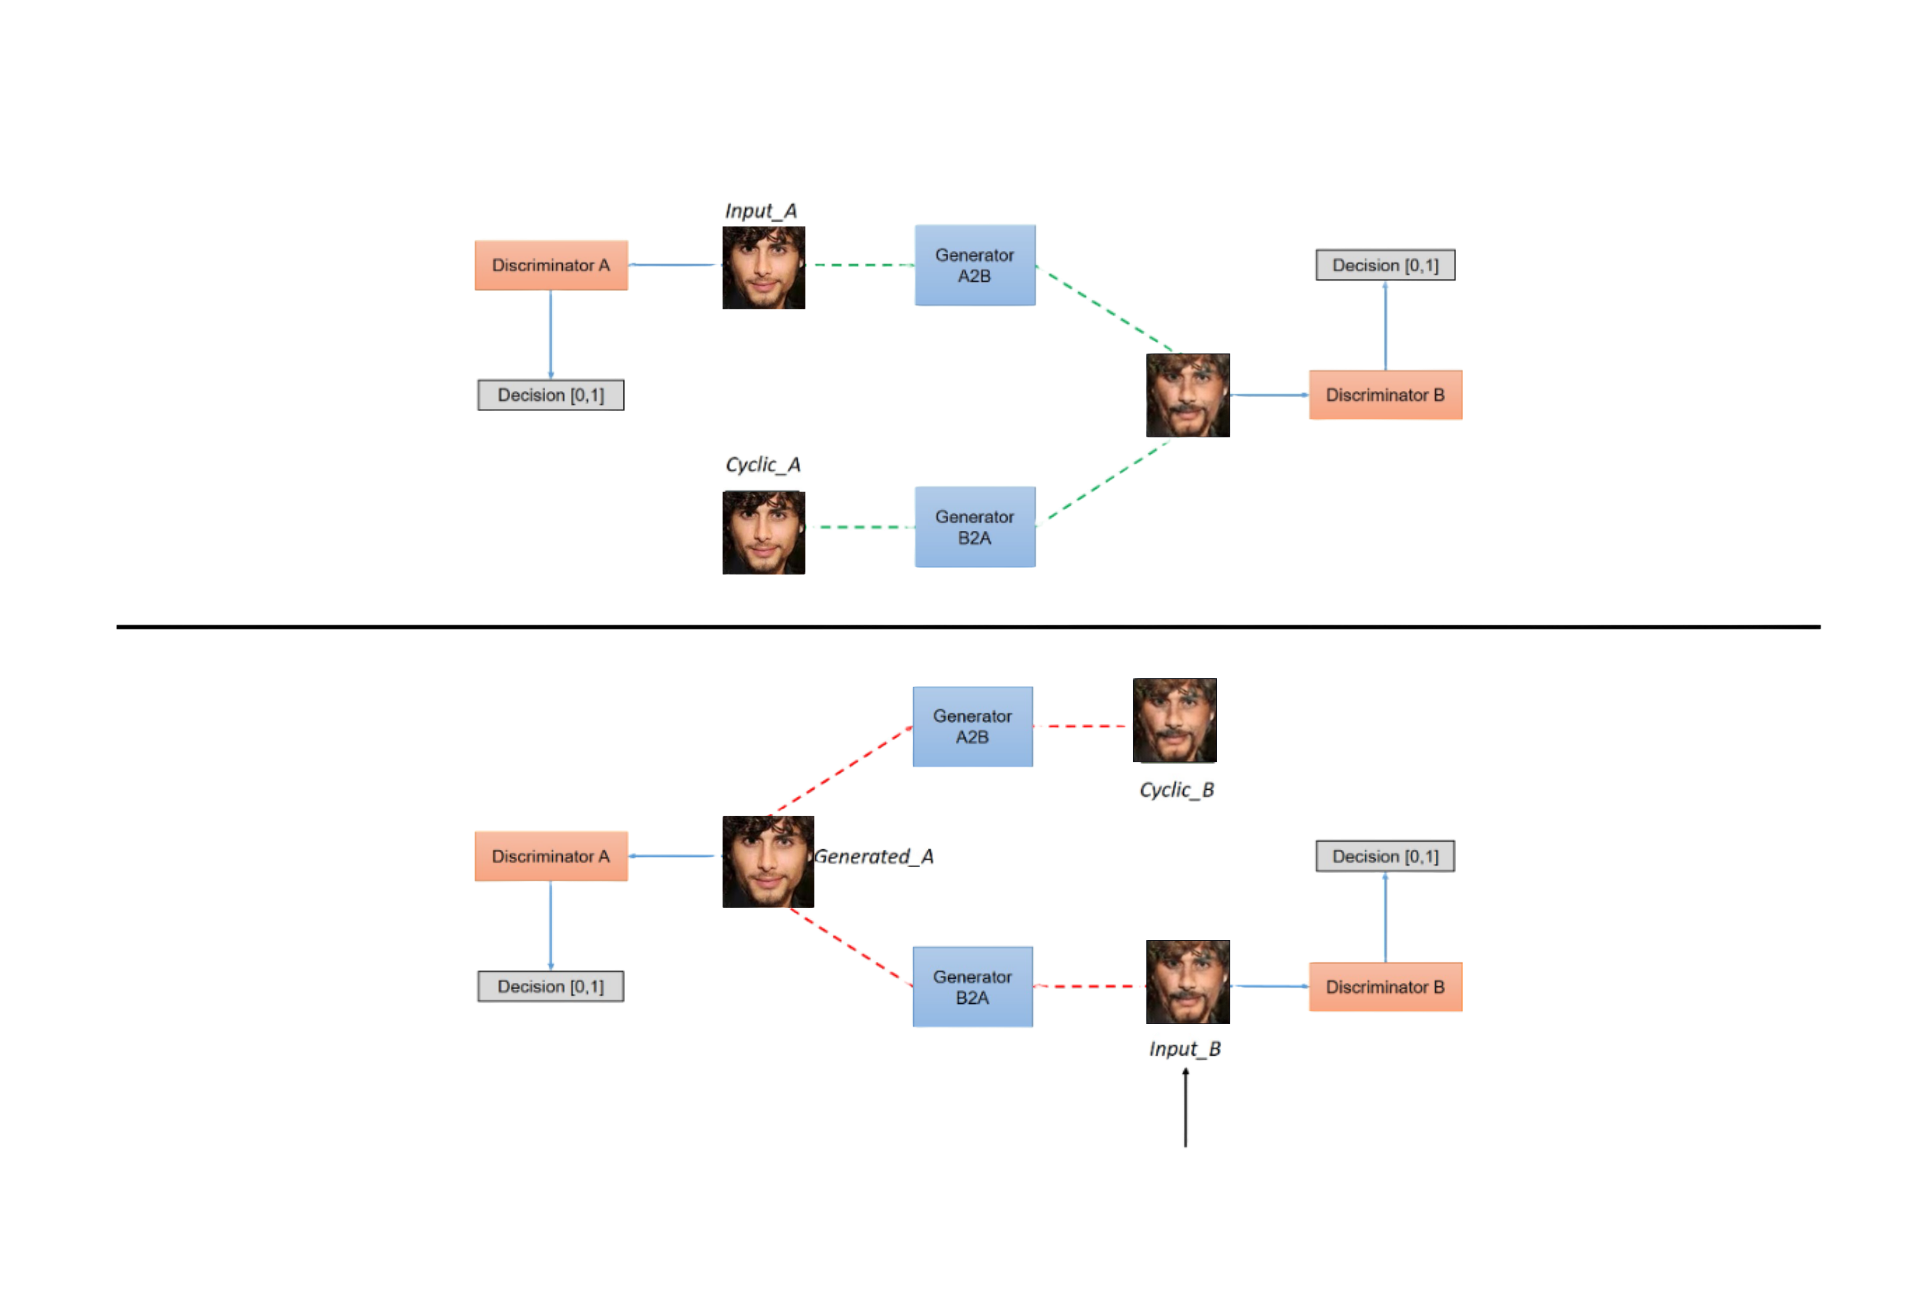 Input_A
Discriminator A
Generator
A2B
Decision [0,1]
Decision [0,1]
Discriminator B
Cyclic_A
Generator
B2A
Generator
A2B
Cyclic_B
Discriminator A
Generated_A
Decision [0,1]
Decision [0,1]
Generator
B2A
Discriminator B
Input_B